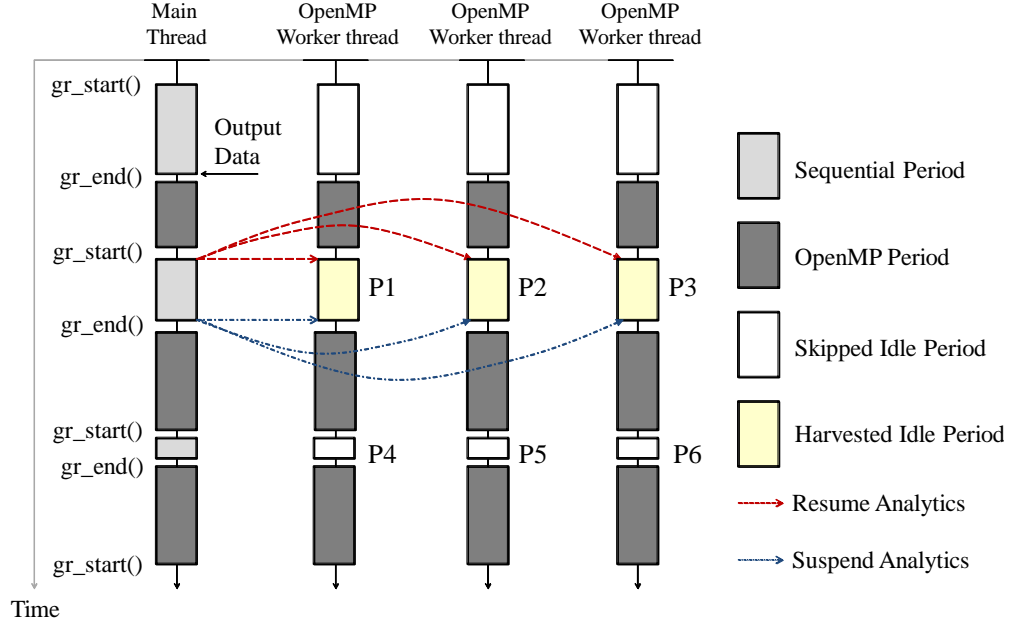 Main
Thread
OpenMP
Worker thread
OpenMP
Worker thread
OpenMP
Worker thread
gr_start()
Output
Data
gr_end()
gr_start()
P1
P2
P3
gr_end()
gr_start()
P4
P5
P6
gr_end()
gr_start()
Time
Sequential Period
OpenMP Period
Skipped Idle Period
Harvested Idle Period
Resume Analytics
Suspend Analytics